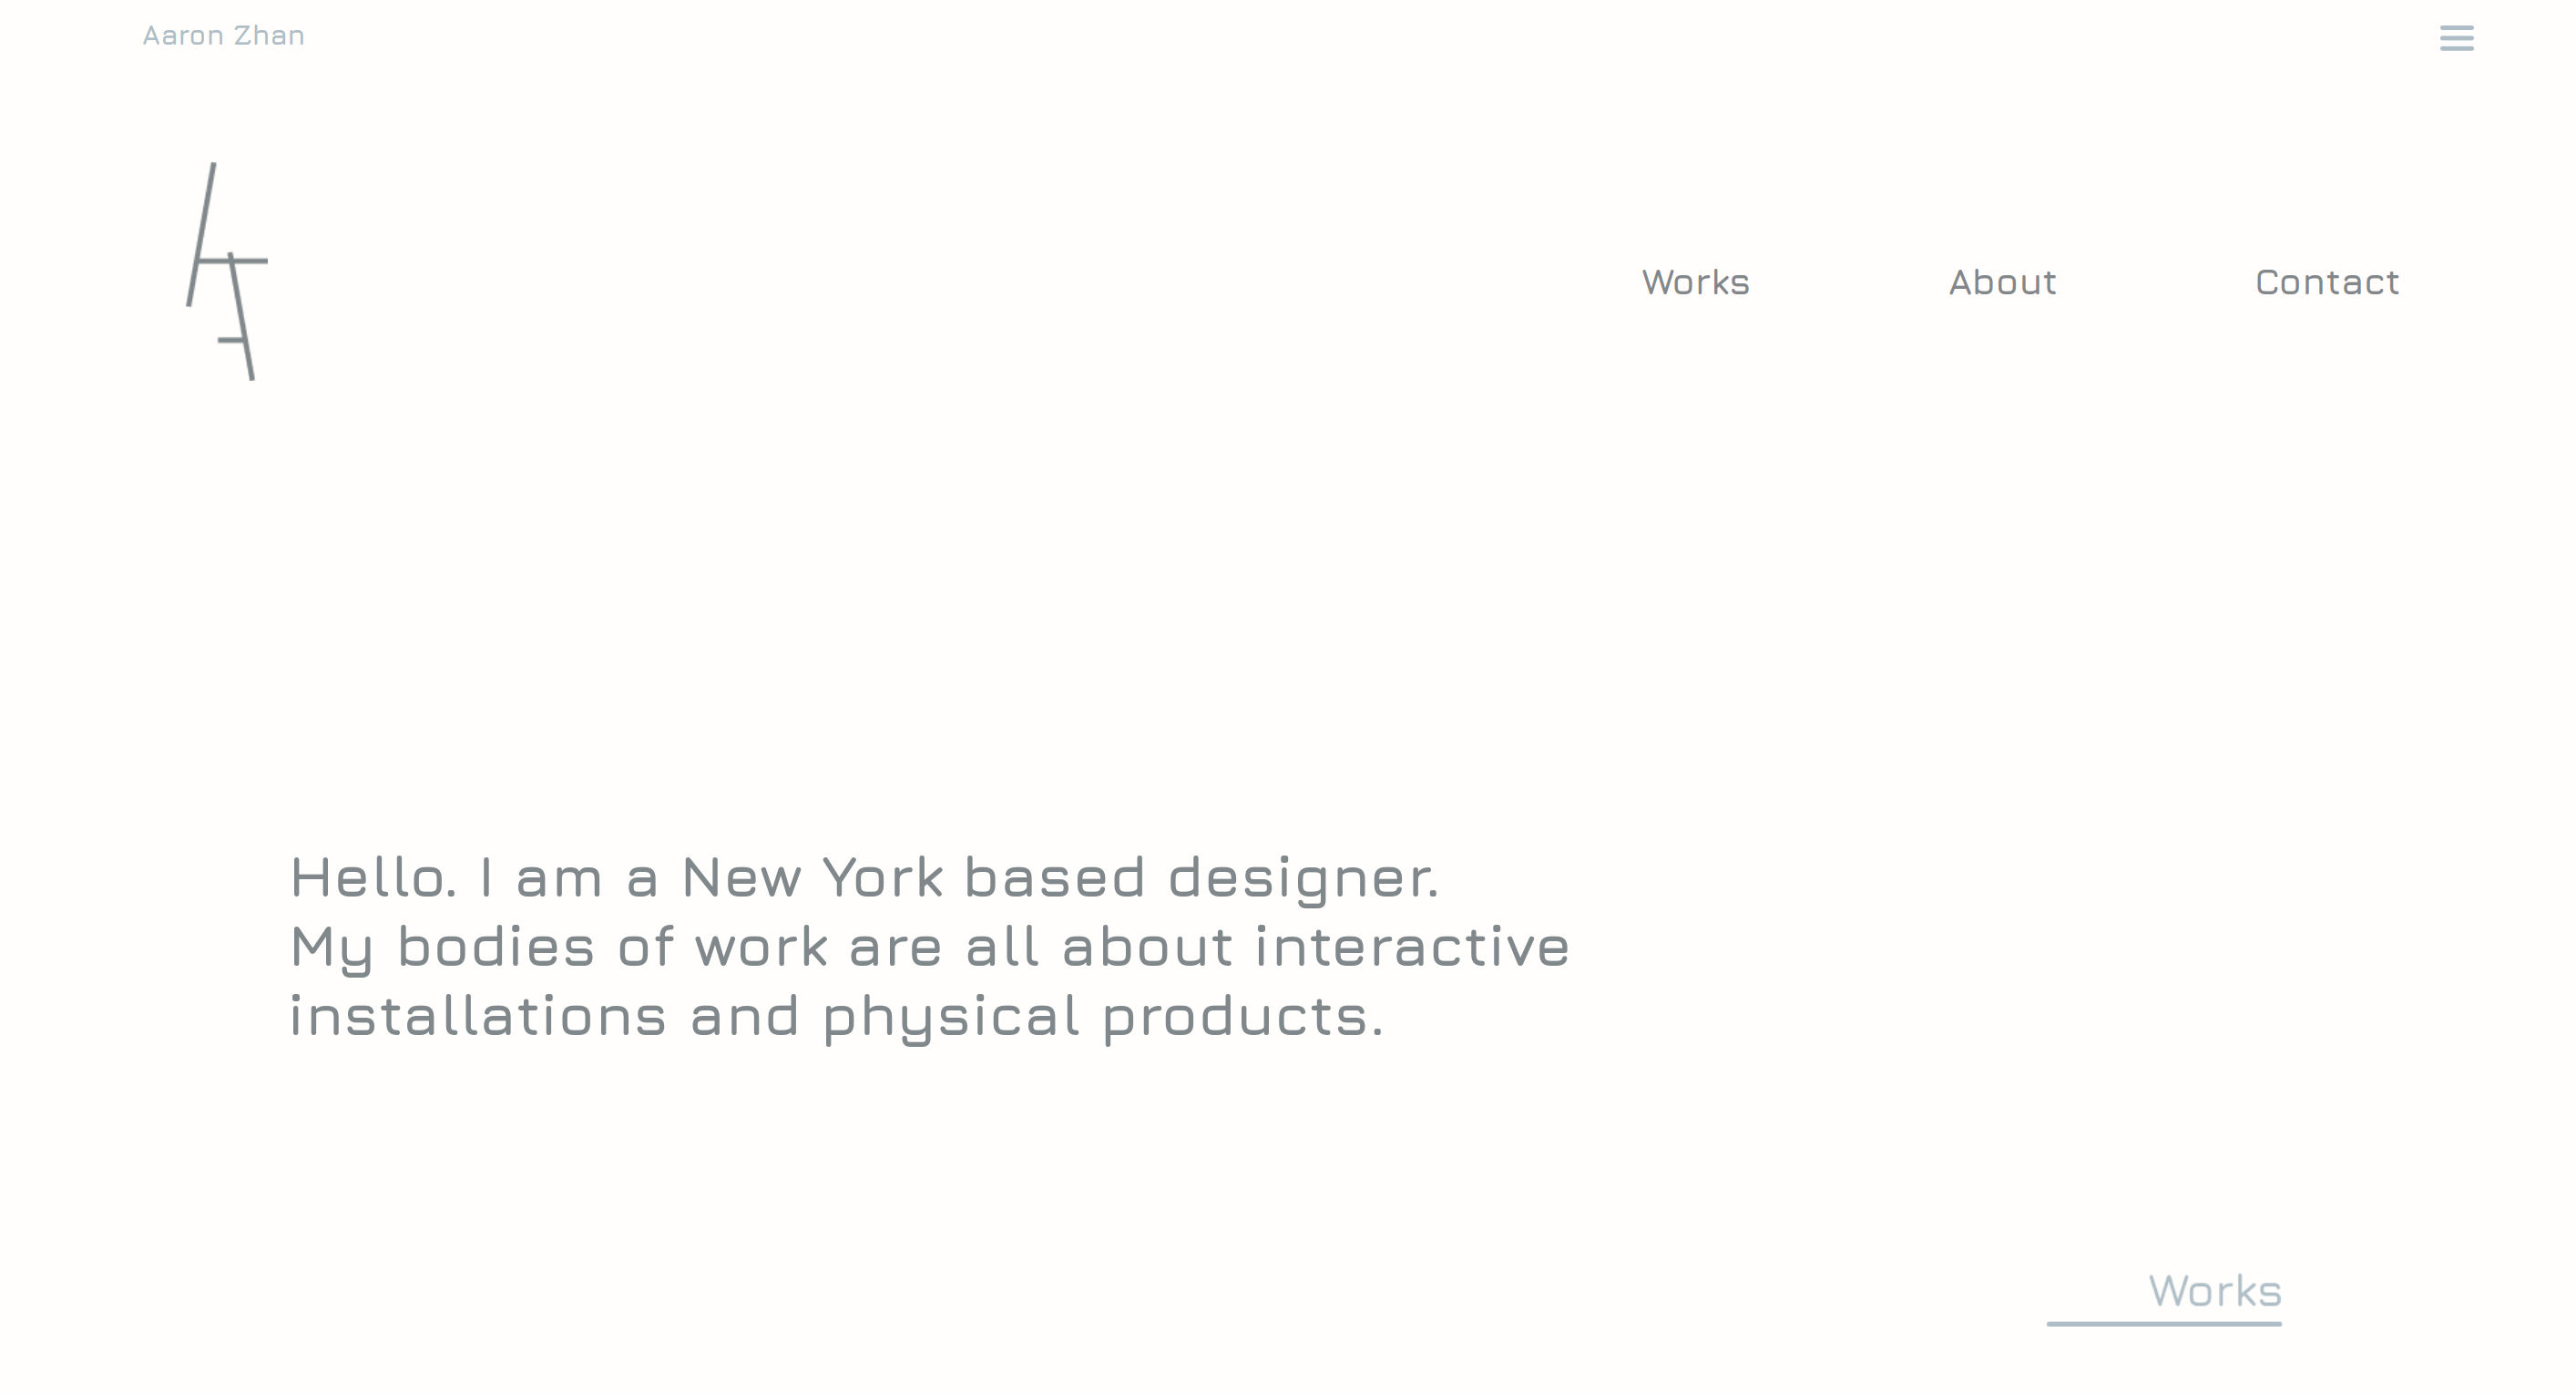 Aaron Zhan
Works
About
Contact
Hello. I am a New York based designer.
My bodies of work are all about interactive
installations and physical products.
Works